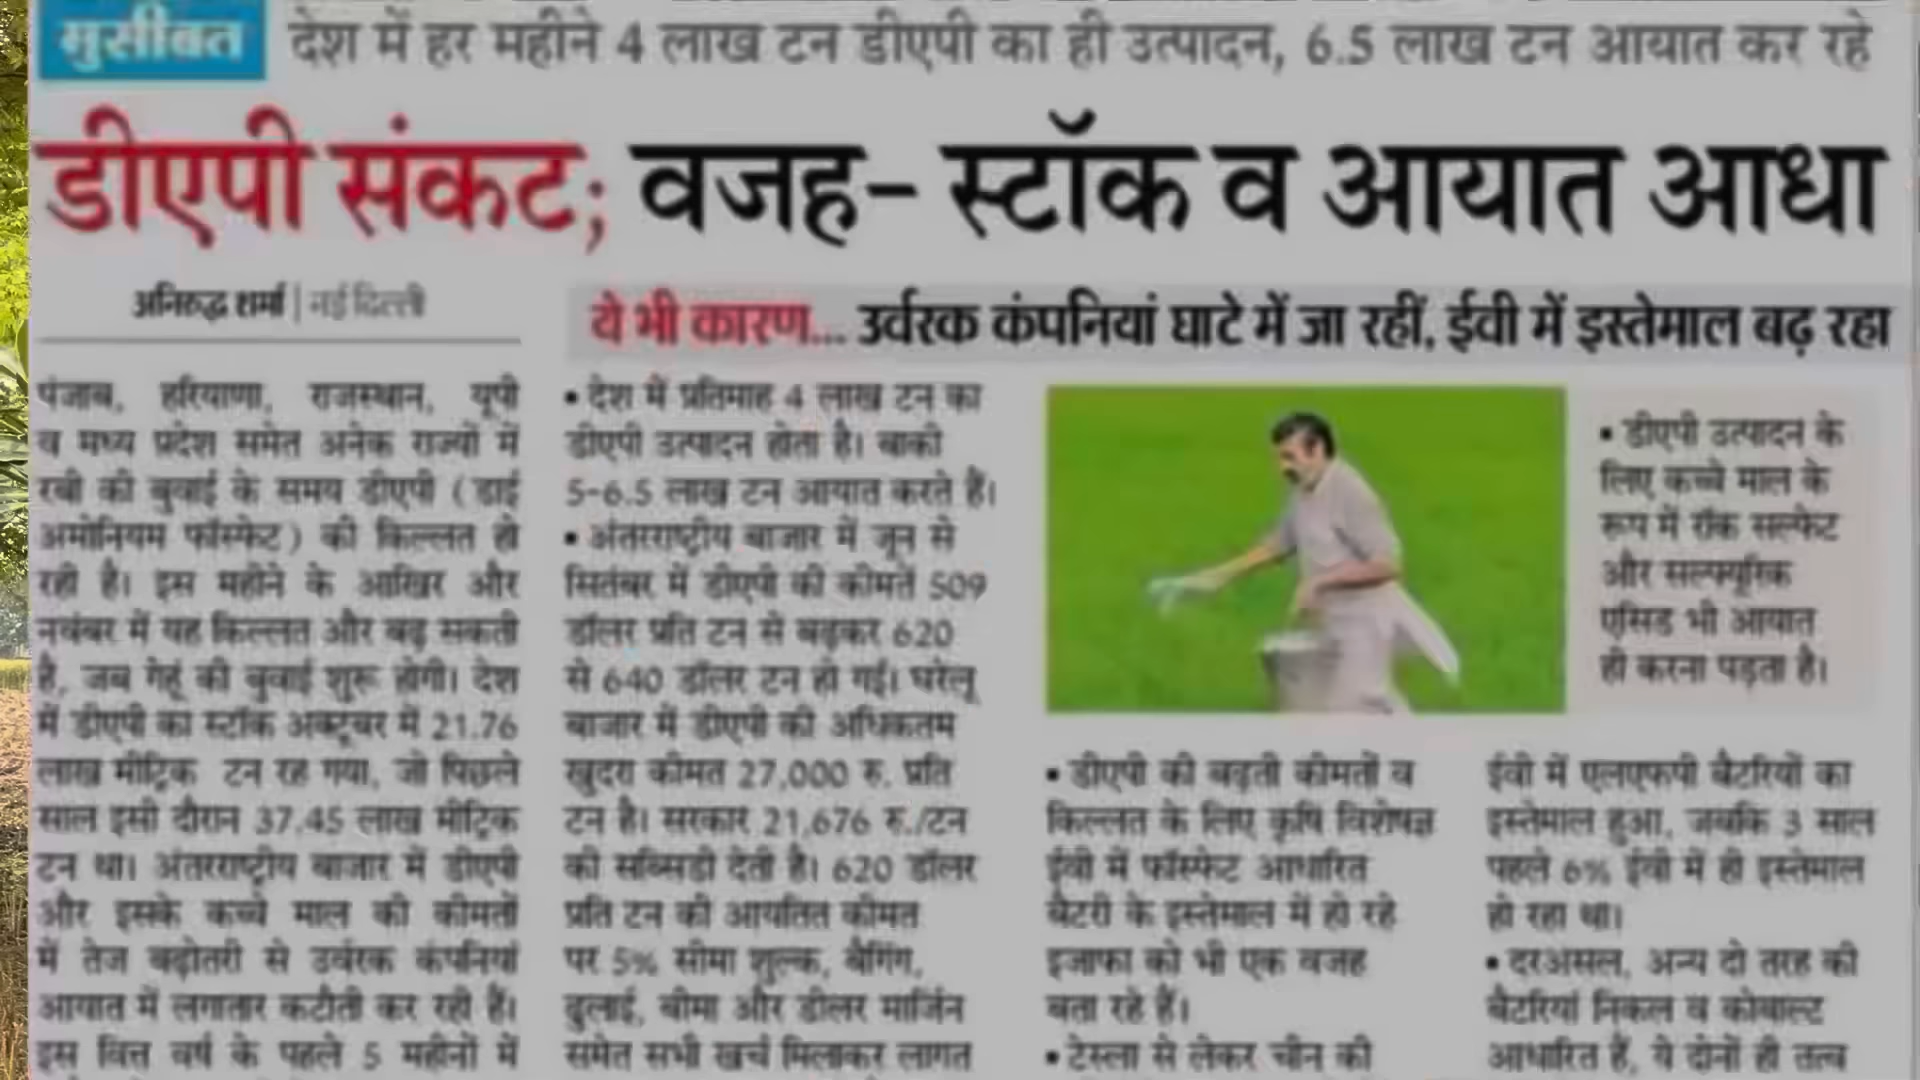 मुसीबत
देश में हर महीने 4 लाख टन डीएपी का ही उत्पादन, 6.5 लाख टन आयात कर रहे
डीएपी संकट; वजह- स्टॉक व आयात आधा
अनिरुद्ध शर्मा | नई दिल्ली
पंजाब, हरियाणा, राजस्थान, यूपी
व मध्य प्रदेश समेत अनेक राज्यों में
रबी की बुवाई के समय डीएपी (डाई
अमोनियम फॉस्फेट) की किल्लत हो
रही है। इस महीने के आखिर और
नवंबर में यह किल्लत और बढ़ सकती
है, जब गेहूं की बुवाई शुरू होगी। देश
में डीएपी का स्टॉक अक्टूबर में 21.76
लाख मीट्रिक टन रह गया, जो पिछले
साल इसी दौरान 37.45 लाख मीट्रिक
टन था। अंतरराष्ट्रीय बाजार में डीएपी
और इसके कच्चे माल की कीमतों
में तेज बढ़ोतरी से उर्वरक कंपनियां
आयात में लगातार कटौती कर रही हैं।
इस वित्त वर्ष के पहले 5 महीनों में
ये भी कारण... उर्वरक कंपनियां घाटे में जा रहीं, ईवी में इस्तेमाल बढ़ रहा
• देश में प्रतिमाह 4 लाख टन का
डीएपी उत्पादन होता है। बाकी
5-6.5 लाख टन आयात करते हैं।
• अंतरराष्ट्रीय बाजार में जून से
सितंबर में डीएपी की कीमतें 509
डॉलर प्रति टन से बढ़कर 620
से 640 डॉलर टन हो गई। घरेलू
बाजार में डीएपी की अधिकतम
खुदरा कीमत 27,000 रु. प्रति
टन है। सरकार 21,676 रु./टन
की सब्सिडी देती है। 620 डॉलर
प्रति टन की आयतित कीमत
पर 5% सीमा शुल्क, बैगिंग,
ढुलाई, बीमा और डीलर मार्जिन
समेत सभी खर्च मिलाकर लागत
• डीएपी उत्पादन के
लिए कच्चे माल के
रूप में रॉक सल्फेट
और सल्फ्यूरिक
एसिड भी आयात
ही करना पड़ता है।
• डीएपी की बढ़ती कीमतों व
किल्लत के लिए कृषि विशेषज्ञ
ईवी में फॉस्फेट आधारित
बैटरी के इस्तेमाल में हो रहे
इजाफा को भी एक वजह
बता रहे हैं।
• टेस्ला से लेकर चीन की
ईवी में एलएफपी बैटरियों का
इस्तेमाल हुआ, जबकि 3 साल
पहले 6% ईवी में ही इस्तेमाल
हो रहा था।
• दरअसल, अन्य दो तरह की
बैटरियां निकल व कोबाल्ट
आधारित हैं, ये दोनों ही तत्व